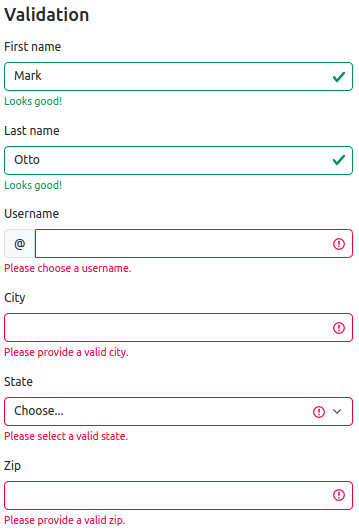 Validation
First name
Mark
Looks good!
Last name
Otto
Looks good!
Username
@
Please choose a username.
City
Please provide a valid city.
State
Choose...
Please select a valid state.
Zip
Please provide a valid zip.